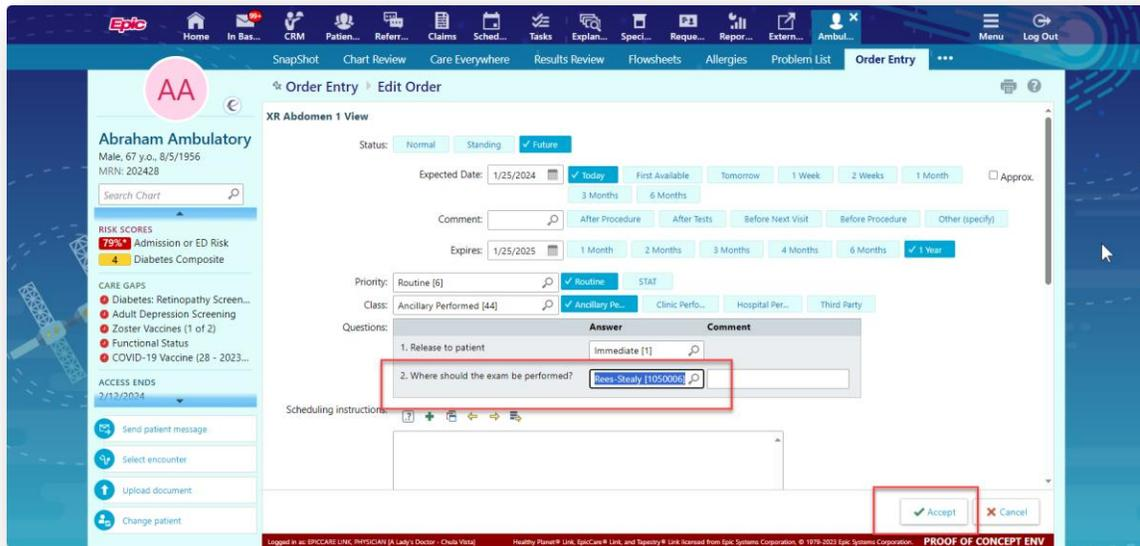 Epic
Home
99+
In Bas...
CRM
Patien...
Referr...
Claims
Sched...
Tasks
Explan...
Speci...
Reque...
Repor...
Extern...
Ambul...
Menu
Log Out
SnapShot Chart Review Care Everywhere Results Review Flowsheets Allergies Problem List Order Entry
AA
Abraham Ambulatory
Male, 67 y.o., 8/5/1956
MRN: 202428
Search Chart
RISK SCORES
79%* Admission or ED Risk
4 Diabetes Composite
CARE GAPS
Diabetes: Retinopathy Screen...
Adult Depression Screening
Zoster Vaccines (1 of 2)
Functional Status
COVID-19 Vaccine (28 - 2023...
ACCESS ENDS
2/12/2024
Send patient message
Select encounter
Upload document
Change patient
Order Entry Edit Order
XR Abdomen 1 View
Status: Normal Standing Future
Expected Date: 1/25/2024 Today First Available Tomorrow 1 Week 2 Weeks 1 Month Approx.
3 Months 6 Months
Comment: After Procedure After Tests Before Next Visit Before Procedure Other (specify)
Expires: 1/25/2025 1 Month 2 Months 3 Months 4 Months 6 Months 1 Year
Priority: Routine [6] Routine STAT
Class: Ancillary Performed [44] Ancillary Pe... Clinic Perfo... Hospital Per... Third Party
Questions: Answer Comment
1. Release to patient Immediate [1]
2. Where should the exam be performed? Rees-Stealy [1050006]
Scheduling instructions:
Accept Cancel
Logged in as: EPICCARE LINK, PHYSICIAN [A Lady's Doctor - Chula Vista] Healthy Planet® Link, EpicCare® Link, and Tapestry® Link licensed from Epic Systems Corporation, © 1979-2023 Epic Systems Corporation. PROOF OF CONCEPT ENV